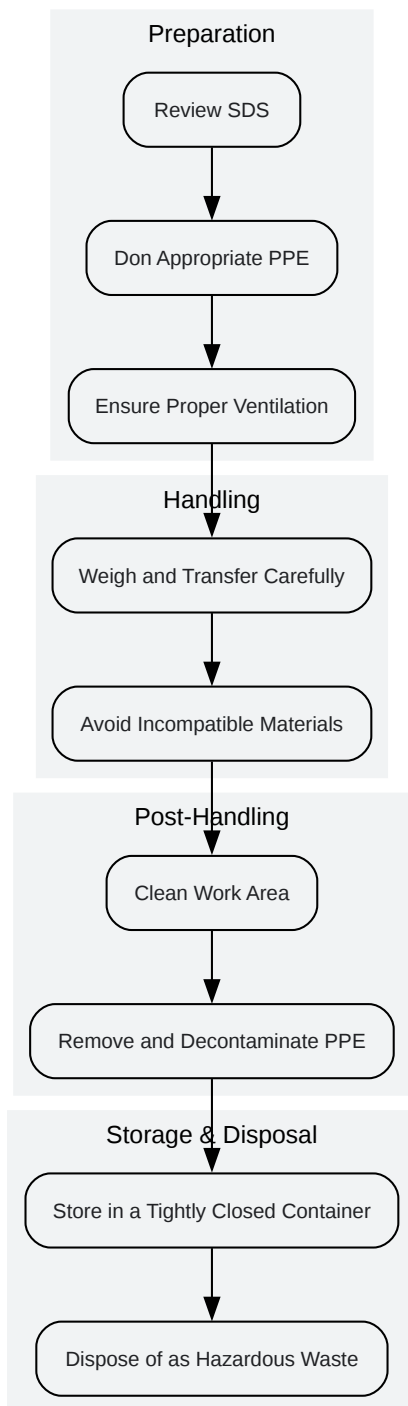 Preparation
Review SDS
Don Appropriate PPE
Ensure Proper Ventilation
Handling
Weigh and Transfer Carefully
Avoid Incompatible Materials
Post-Handling
Clean Work Area
Remove and Decontaminate PPE
Storage & Disposal
Store in a Tightly Closed Container
Dispose of as Hazardous Waste